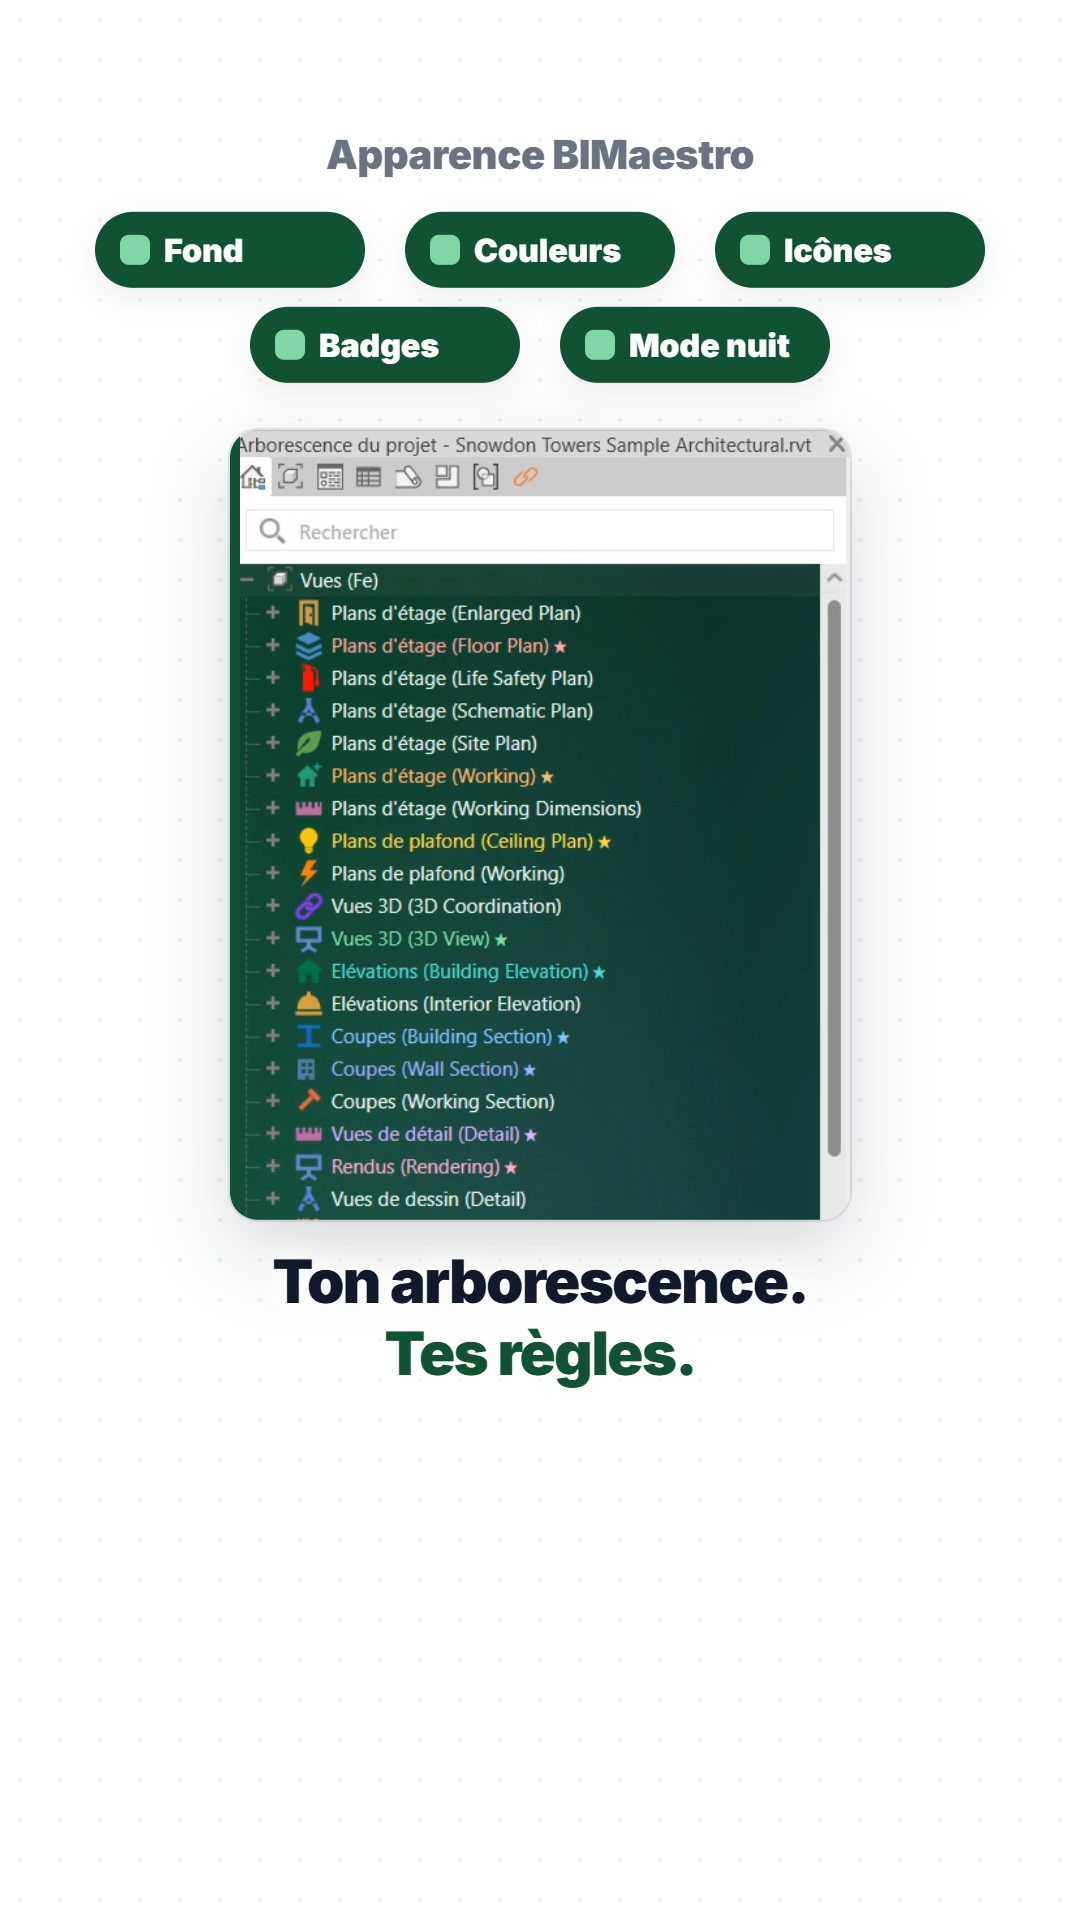 Apparence BIMaestro
Fond
Couleurs
Icônes
Badges
Mode nuit
Arborescence du projet - Snowdon Towers Sample Architectural.rvt
Rechercher
Vues (Fe)
Plans d'étage (Enlarged Plan)
Plans d'étage (Floor Plan) ★
Plans d'étage (Life Safety Plan)
Plans d'étage (Schematic Plan)
Plans d'étage (Site Plan)
Plans d'étage (Working) ★
Plans d'étage (Working Dimensions)
Plans de plafond (Ceiling Plan) ★
Plans de plafond (Working)
Vues 3D (3D Coordination)
Vues 3D (3D View) ★
Elévations (Building Elevation) ★
Elévations (Interior Elevation)
Coupes (Building Section) ★
Coupes (Wall Section) ★
Coupes (Working Section)
Vues de détail (Detail) ★
Rendus (Rendering) ★
Vues de dessin (Detail)
Ton arborescence.
Tes règles.